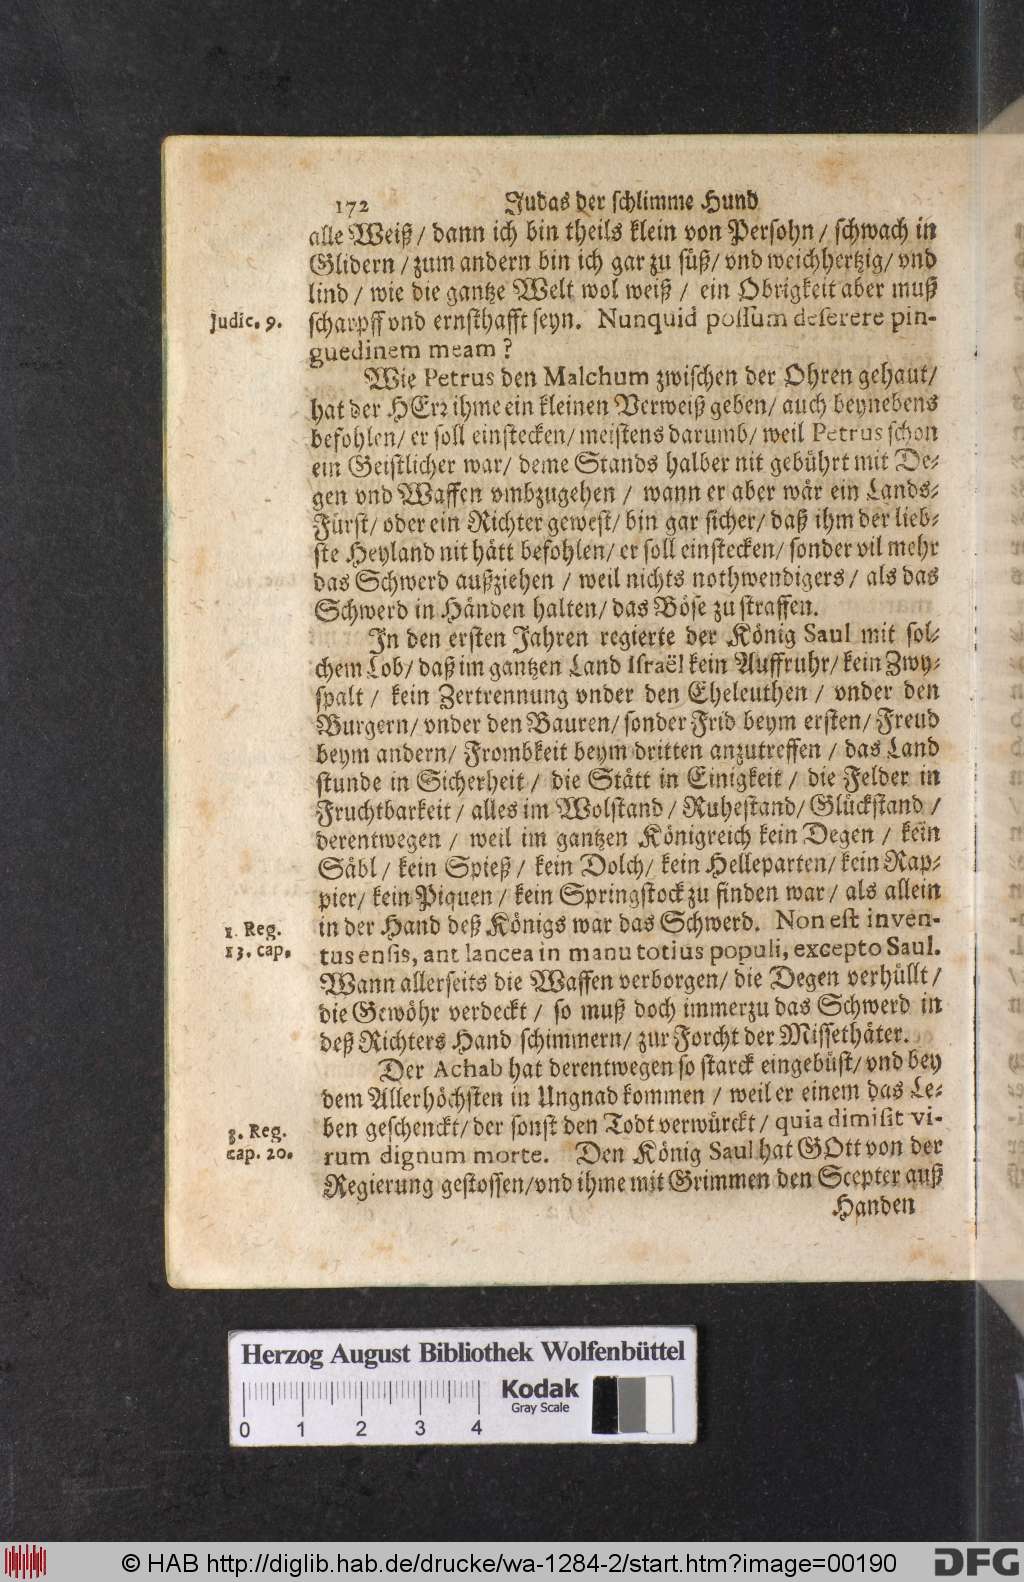 172 Judas der schlimme Hund
alle Weiß / dann ich bin theils klein von Persohn / schwach in
Glidern / zum andern bin ich gar zu süß / vnd weichhertzig / vnd
lind / wie die gantze Welt wol weiß / ein Obrigkeit aber muß
Judic. 9. scharpff vnd ernsthafft seyn. Nunquid possum deserere pin-
guedinem meam ?
Wie Petrus den Malchum zwischen der Ohren gehaut /
hat der HErr ihme ein kleinen Verweiß geben / auch beynebens
befohlen / er soll einstecken / meistens darumb / weil Petrus schon
ein Geistlicher war / deme Stands halber nit gebührt mit De-
gen vnd Waffen vmbzugehen / wann er aber wär ein Lands-
Fürst / oder ein Richter gewest / bin gar sicher / daß ihm der lieb-
ste Heyland nit hätt befohlen / er soll einstecken / sonder vil mehr
das Schwerd außziehen / weil nichts nothwendigers / als das
Schwerd in Händen halten / das Böse zu straffen.
In den ersten Jahren regierte der König Saul mit sol-
chem Lob / daß im gantzen Land Israël kein Auffruhr / kein Zwy-
spalt / kein Zertrennung vnder den Eheleuthen / vnder den
Burgern / vnder den Bauren / sonder Frid beym ersten / Freud
beym andern / Frombkeit beym dritten anzutreffen / das Land
stunde in Sicherheit / die Stätt in Einigkeit / die Felder in
Fruchtbarkeit / alles im Wolstand / Ruhestand / Glückstand /
derentwegen / weil im gantzen Königreich kein Degen / kein
Säbl / kein Spieß / kein Dolch / kein Helleparten / kein Rap-
pier / kein Piquen / kein Springstock zu finden war / als allein
1. Reg. in der Hand deß Königs war das Schwerd. Non est inven-
13. cap. tus ensis, ant lancea in manu totius populi, excepto Saul.
Wann allerseits die Waffen verborgen / die Degen verhüllt /
die Gewöhr verdeckt / so muß doch immerzu das Schwerd in
deß Richters Hand schimmern / zur Forcht der Missethäter.
Der Achab hat derentwegen so starck eingebüst / vnd bey
dem Allerhöchsten in Ungnad kommen / weil er einem das Le-
3. Reg. ben geschenckt / der sonst den Todt verwürckt / quia dimisit vi-
cap. 20. rum dignum morte. Den König Saul hat GOtt von der
Regierung gestossen / vnd ihme mit Grimmen den Scepter auß
Handen
Herzog August Bibliothek Wolfenbüttel
Kodak
Gray Scale
0 1 2 3 4
© HAB http://diglib.hab.de/drucke/wa-1284-2/start.htm?image=00190
DFG